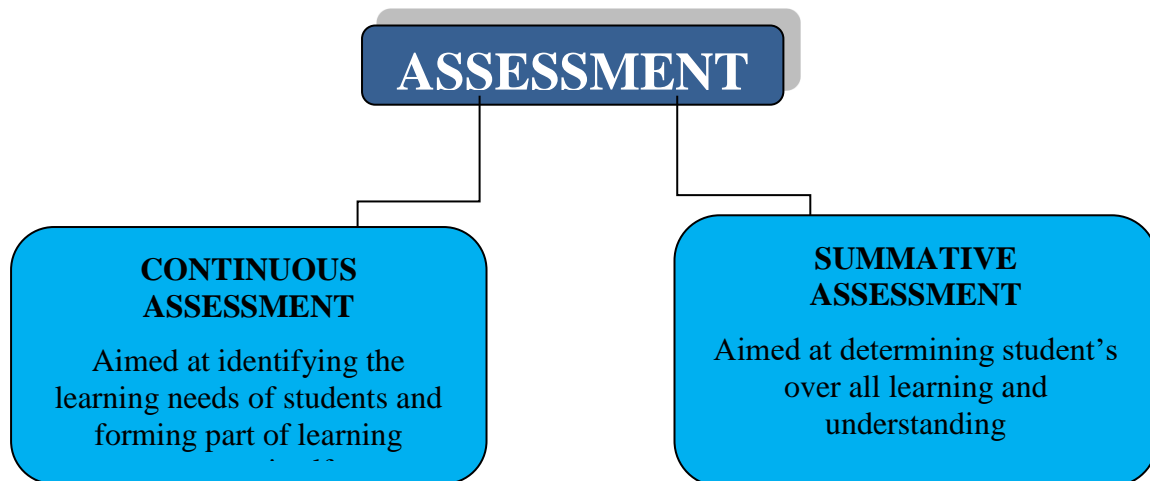 ASSESSMENT
CONTINUOUS
ASSESSMENT
Aimed at identifying the
learning needs of students and
forming part of learning
SUMMATIVE
ASSESSMENT
Aimed at determining student’s
over all learning and
understanding